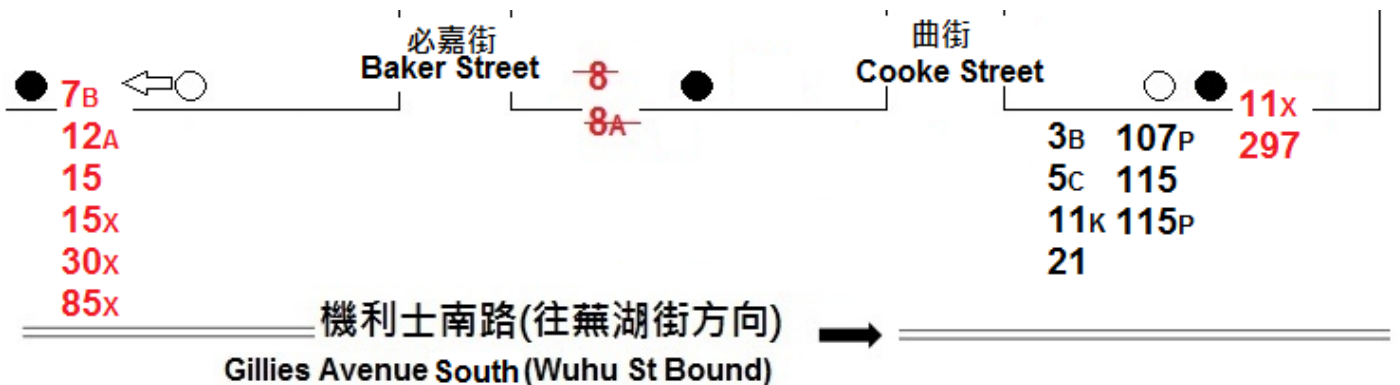 必嘉街
Baker Street
曲街
Cooke Street
7B
12A
15
15X
30X
85X
8
8A
3B 107P
5C 115
11K 115P
21
11X
297
機利士南路(往蕪湖街方向)
Gillies Avenue South (Wuhu St Bound)